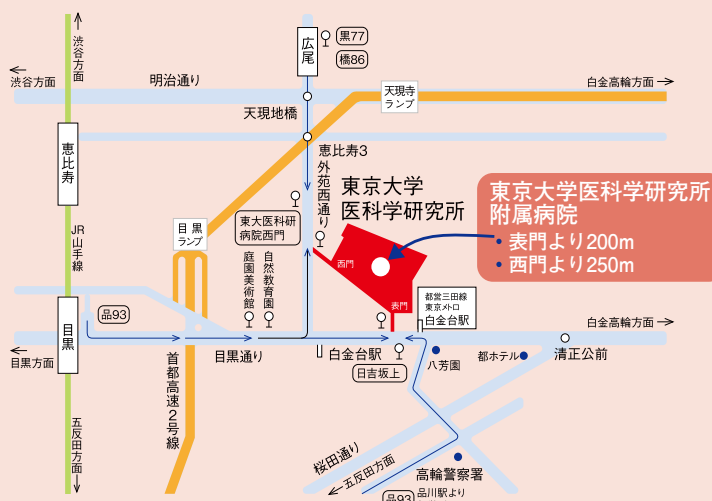 渋谷方面
渋谷方面
明治通り
広尾
黒77
橋86
天現寺
ランプ
白金高輪方面
天現地橋
恵比寿
恵比寿3
外苑西通り
東京大学
医科学研究所
東京大学医科学研究所
附属病院
・表門より200m
・西門より250m
JR
山手線
目黒
ランプ
東大医科研
病院西門
庭園美術館
自然教育園
西門
表門
都営三田線
東京メトロ
白金台駅
品93
目黒
目黒方面
首都高速2号線
目黒通り
白金台駅
日吉坂上
八芳園
都ホテル
清正公前
白金高輪方面
五反田方面
桜田通り
五反田方面
高輪警察署
品93
品川駅より